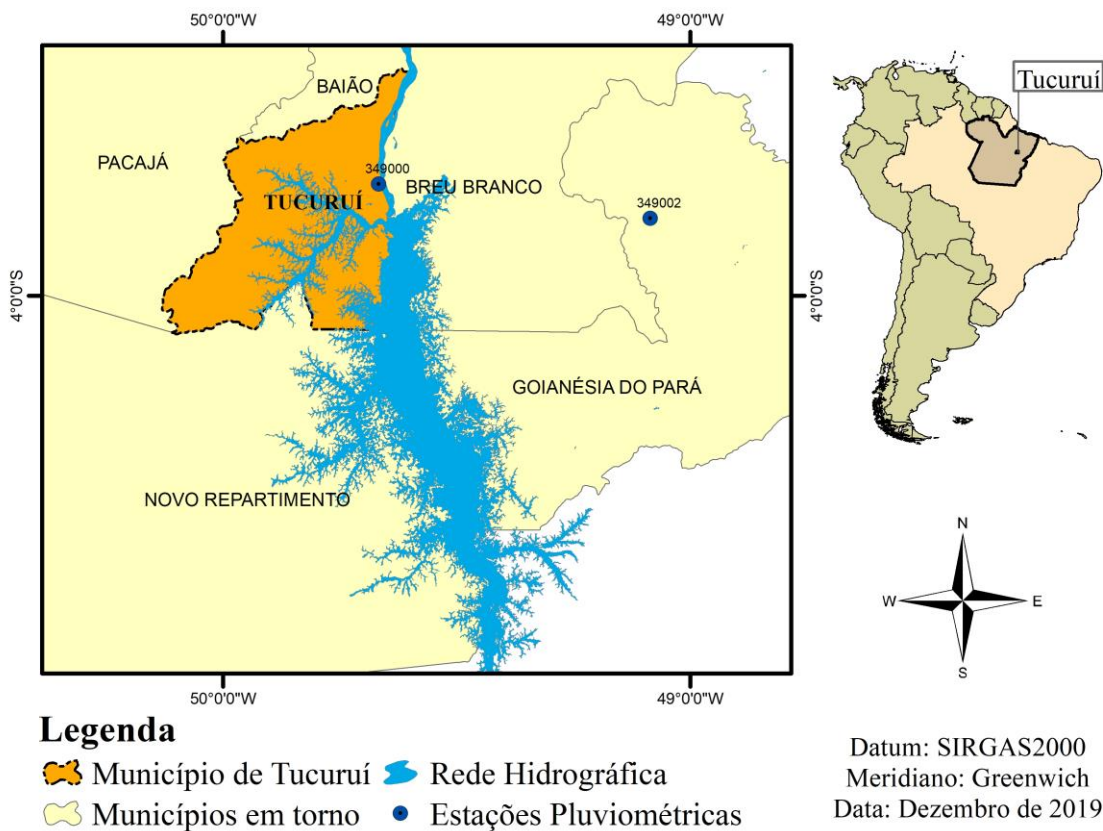 50°0'0"W
49°0'0"W
BAIÃO
PACAJÁ
349000
BREU BRANCO
TUCURUÍ
349002
4°0'0"S
4°0'0"S
GOIANÉSIA DO PARÁ
NOVO REPARTIMENTO
50°0'0"W
49°0'0"W
Tucuruí
N
W
E
S
Legenda
Município de Tucuruí
Rede Hidrográfica
Municípios em torno
Estações Pluviométricas
Datum: SIRGAS2000
Meridiano: Greenwich
Data: Dezembro de 2019